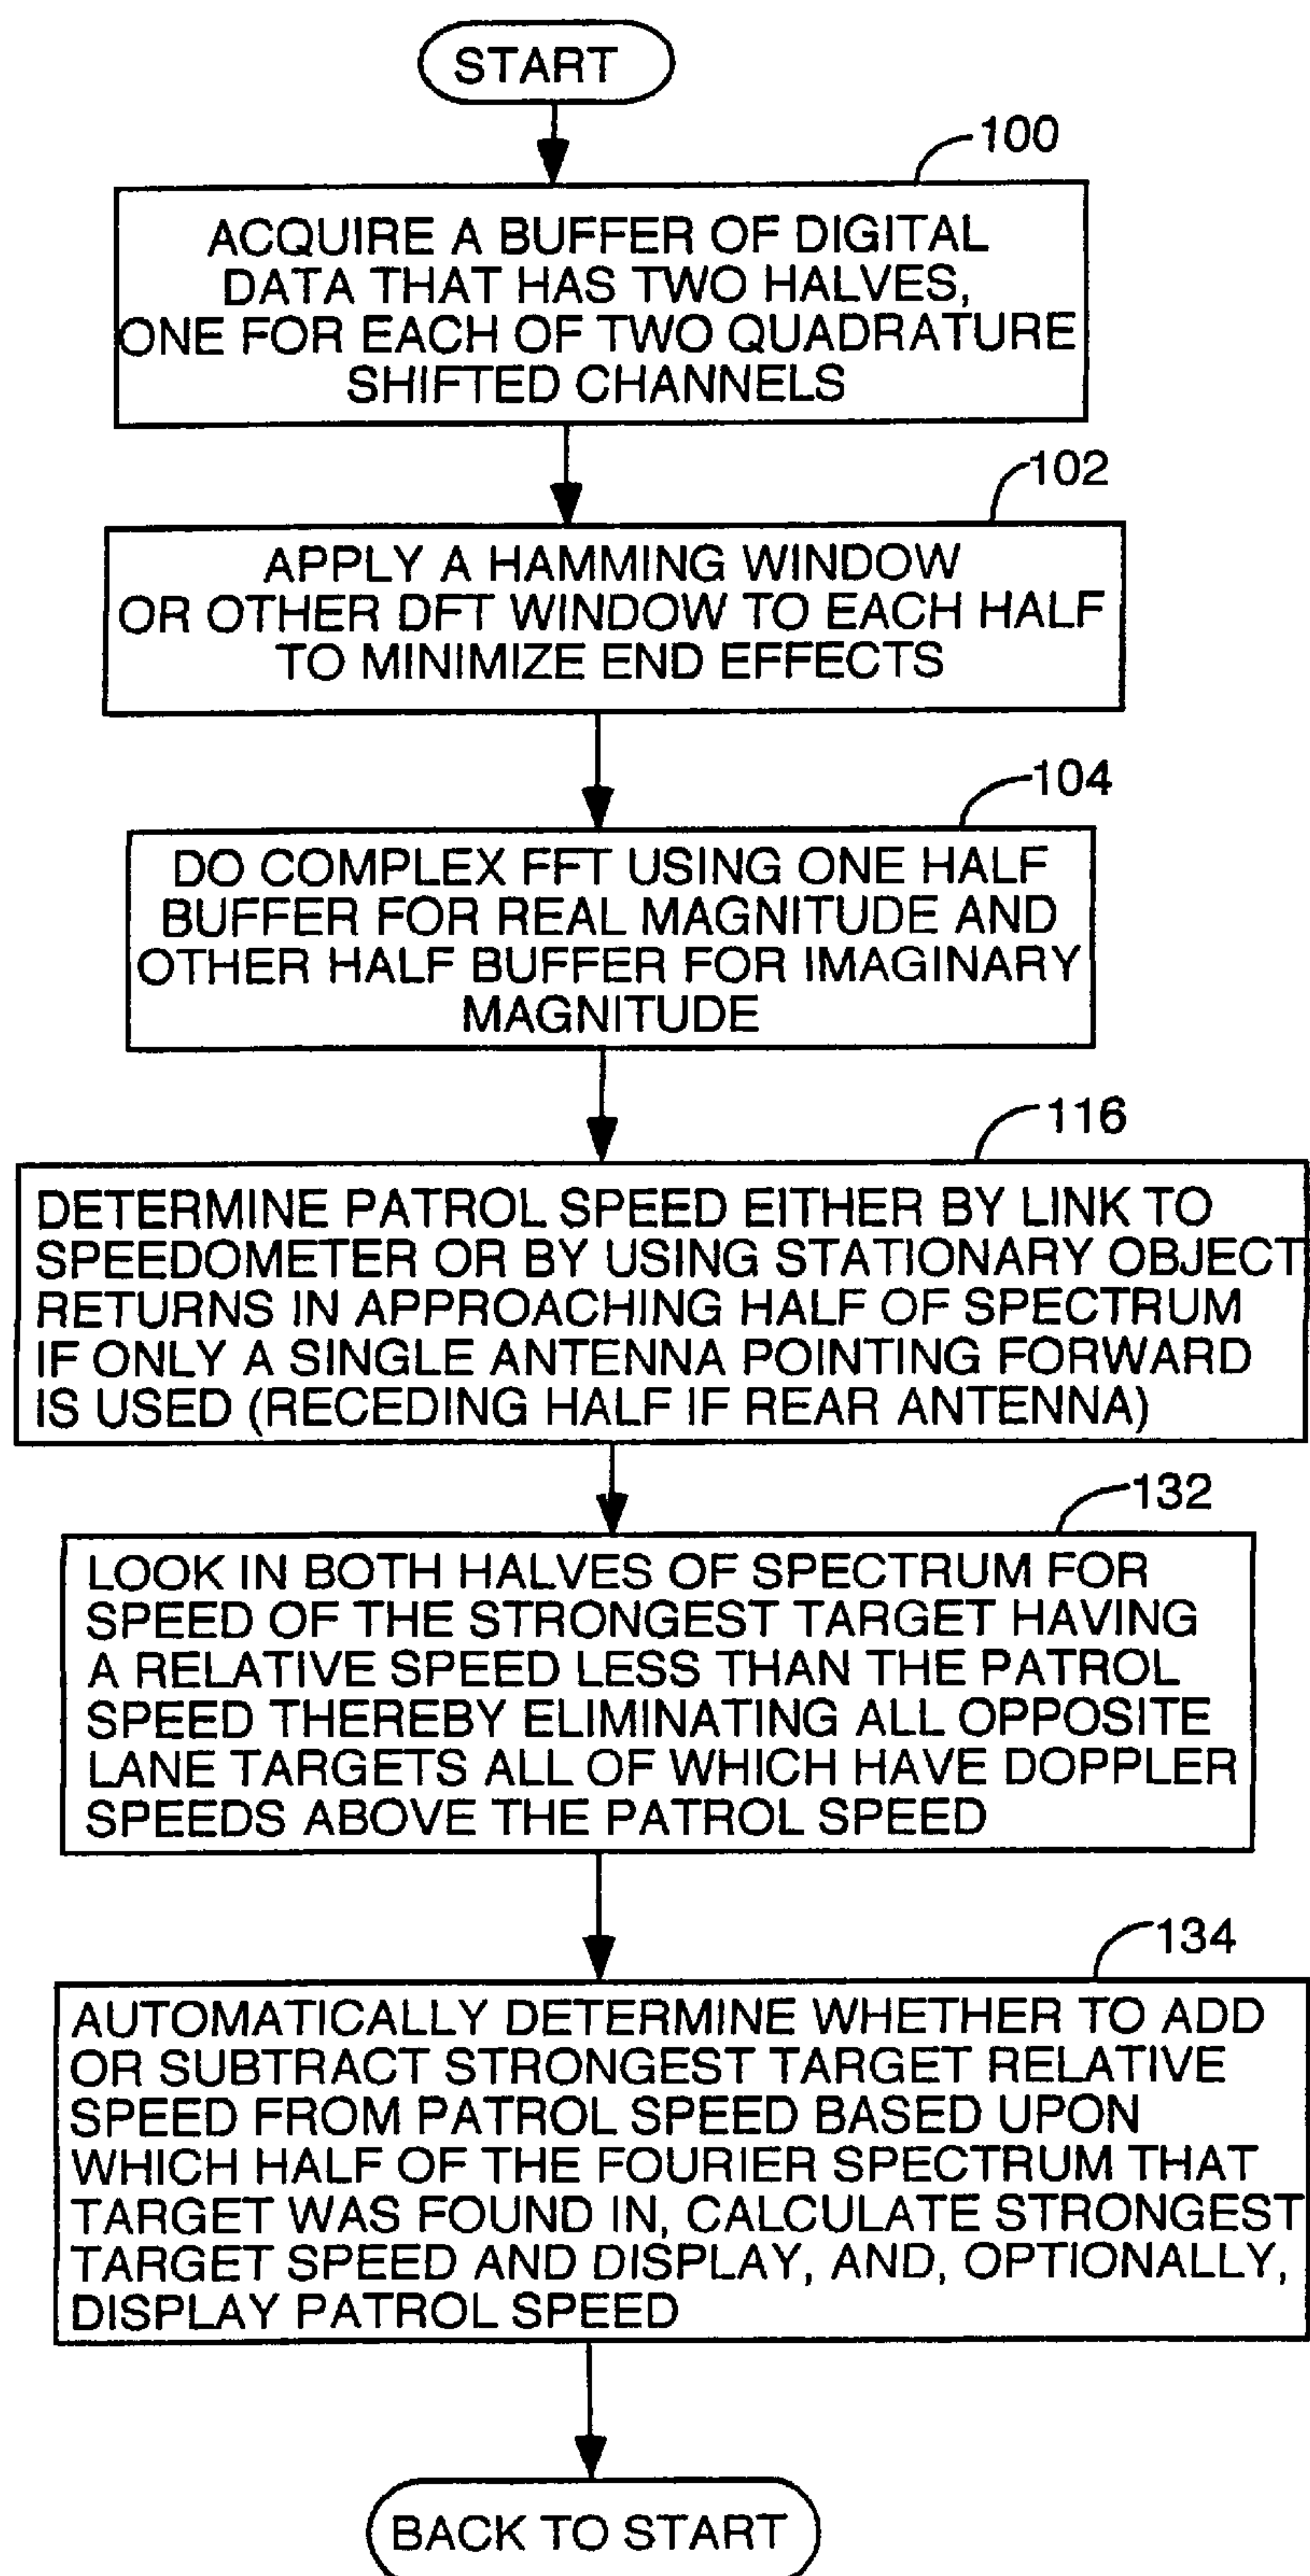 START
100
ACQUIRE A BUFFER OF DIGITAL
DATA THAT HAS TWO HALVES,
ONE FOR EACH OF TWO QUADRATURE
SHIFTED CHANNELS
102
APPLY A HAMMING WINDOW
OR OTHER DFT WINDOW TO EACH HALF
TO MINIMIZE END EFFECTS
104
DO COMPLEX FFT USING ONE HALF
BUFFER FOR REAL MAGNITUDE AND
OTHER HALF BUFFER FOR IMAGINARY
MAGNITUDE
116
DETERMINE PATROL SPEED EITHER BY LINK TO
SPEEDOMETER OR BY USING STATIONARY OBJECT
RETURNS IN APPROACHING HALF OF SPECTRUM
IF ONLY A SINGLE ANTENNA POINTING FORWARD
IS USED (RECEDING HALF IF REAR ANTENNA)
132
LOOK IN BOTH HALVES OF SPECTRUM FOR
SPEED OF THE STRONGEST TARGET HAVING
A RELATIVE SPEED LESS THAN THE PATROL
SPEED THEREBY ELIMINATING ALL OPPOSITE
LANE TARGETS ALL OF WHICH HAVE DOPPLER
SPEEDS ABOVE THE PATROL SPEED
134
AUTOMATICALLY DETERMINE WHETHER TO ADD
OR SUBTRACT STRONGEST TARGET RELATIVE
SPEED FROM PATROL SPEED BASED UPON
WHICH HALF OF THE FOURIER SPECTRUM THAT
TARGET WAS FOUND IN, CALCULATE STRONGEST
TARGET SPEED AND DISPLAY, AND, OPTIONALLY,
DISPLAY PATROL SPEED
BACK TO START